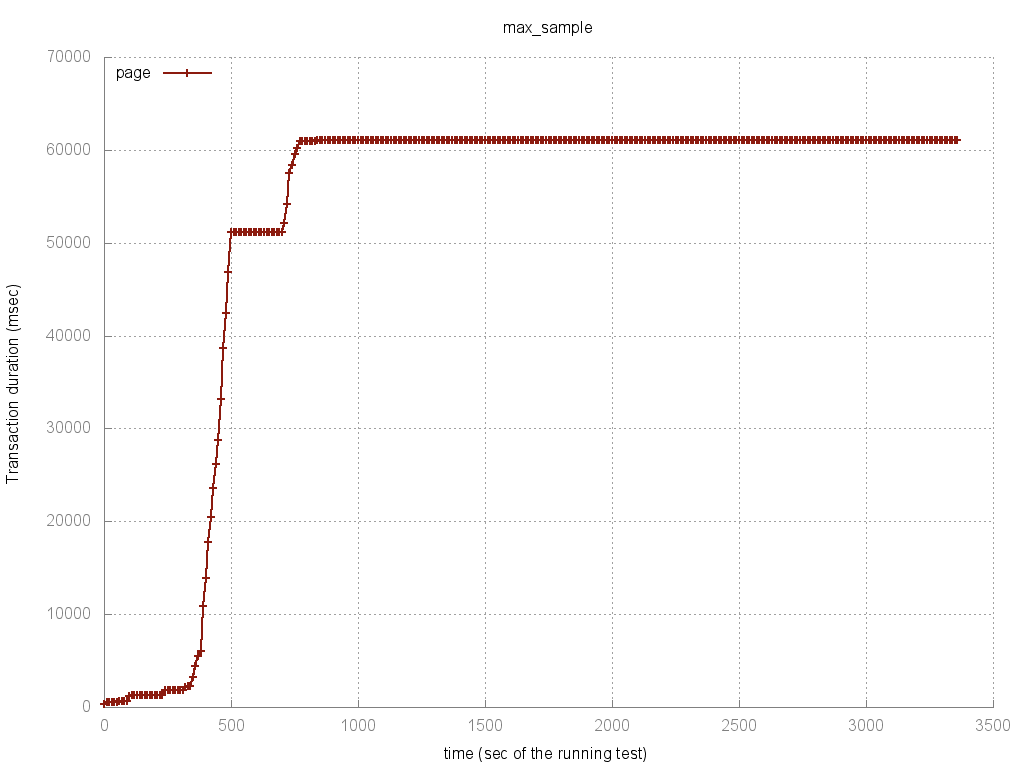 max_sample
page
70000
60000
50000
40000
30000
20000
10000
0
Transaction duration (msec)
0 500 1000 1500 2000 2500 3000 3500
time (sec of the running test)